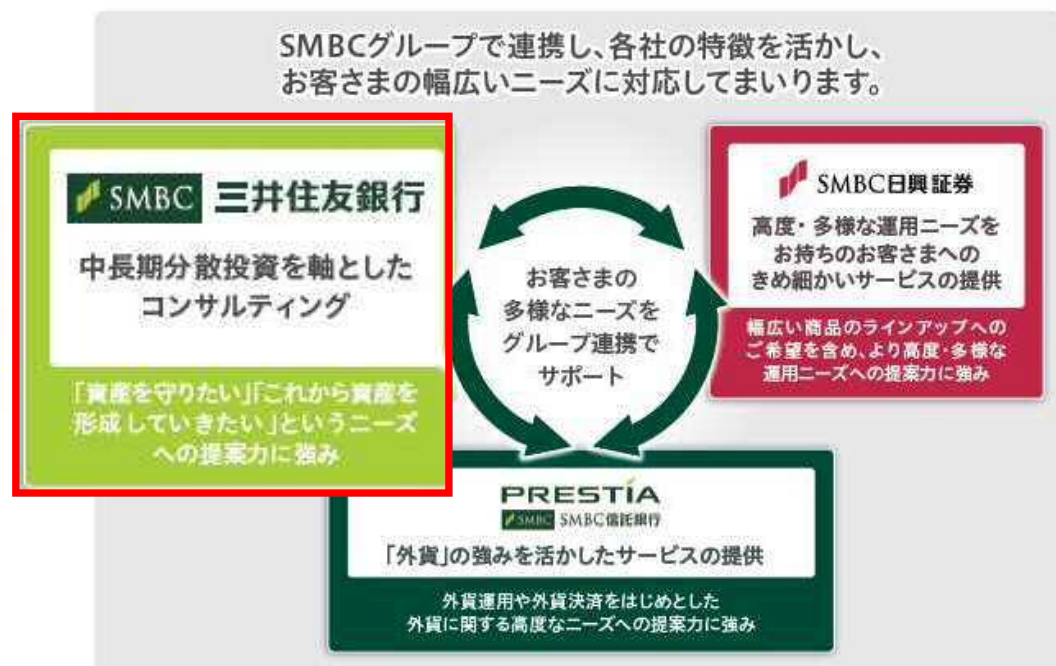 SMBCグループで連携し、各社の特徴を活かし、
お客さまの幅広いニーズに対応してまいります。
SMBC 三井住友銀行
中長期分散投資を軸とした
コンサルティング
「資産を守りたい」「これから資産を
形成していきたい」というニーズ
への提案力に強み
お客さまの
多様なニーズを
グループ連携で
サポート
SMBC日興証券
高度・多様な運用ニーズを
お持ちのお客さまへの
きめ細かいサービスの提供
幅広い商品のラインアップへの
ご希望を含め、より高度・多様な
運用ニーズへの提案力に強み
PRESTIA
SMBC SMBC信託銀行
「外貨」の強みを活かしたサービスの提供
外貨運用や外貨決済をはじめとした
外貨に関する高度なニーズへの提案力に強み